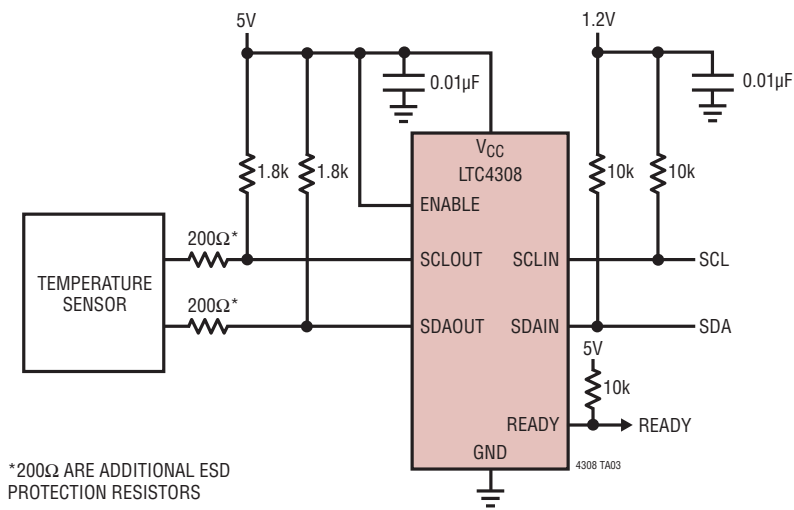 5V
1.2V
0.01µF
0.01µF
VCC
LTC4308
1.8k
1.8k
10k
10k
ENABLE
200Ω*
SCLOUT
SCLIN
SCL
TEMPERATURE
SENSOR
200Ω*
SDAOUT
SDAIN
SDA
5V
10k
READY
READY
GND
4308 TA03
*200Ω ARE ADDITIONAL ESD
PROTECTION RESISTORS